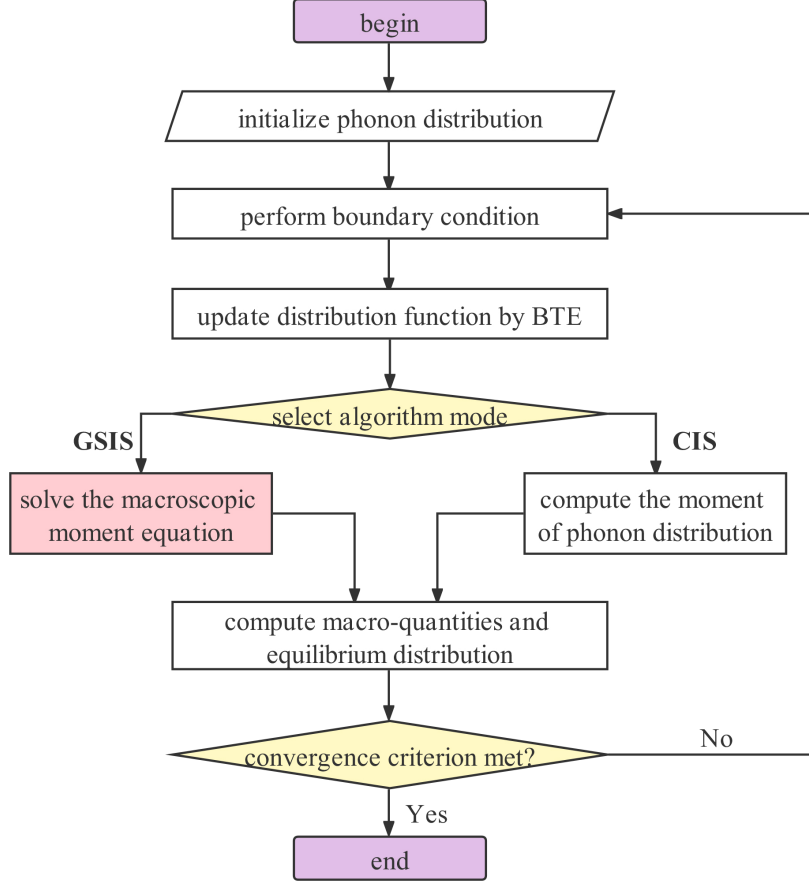 begin
initialize phonon distribution
perform boundary condition
update distribution function by BTE
select algorithm mode
GSIS
CIS
solve the macroscopic
moment equation
compute the moment
of phonon distribution
compute macro-quantities and
equilibrium distribution
convergence criterion met?
No
Yes
end